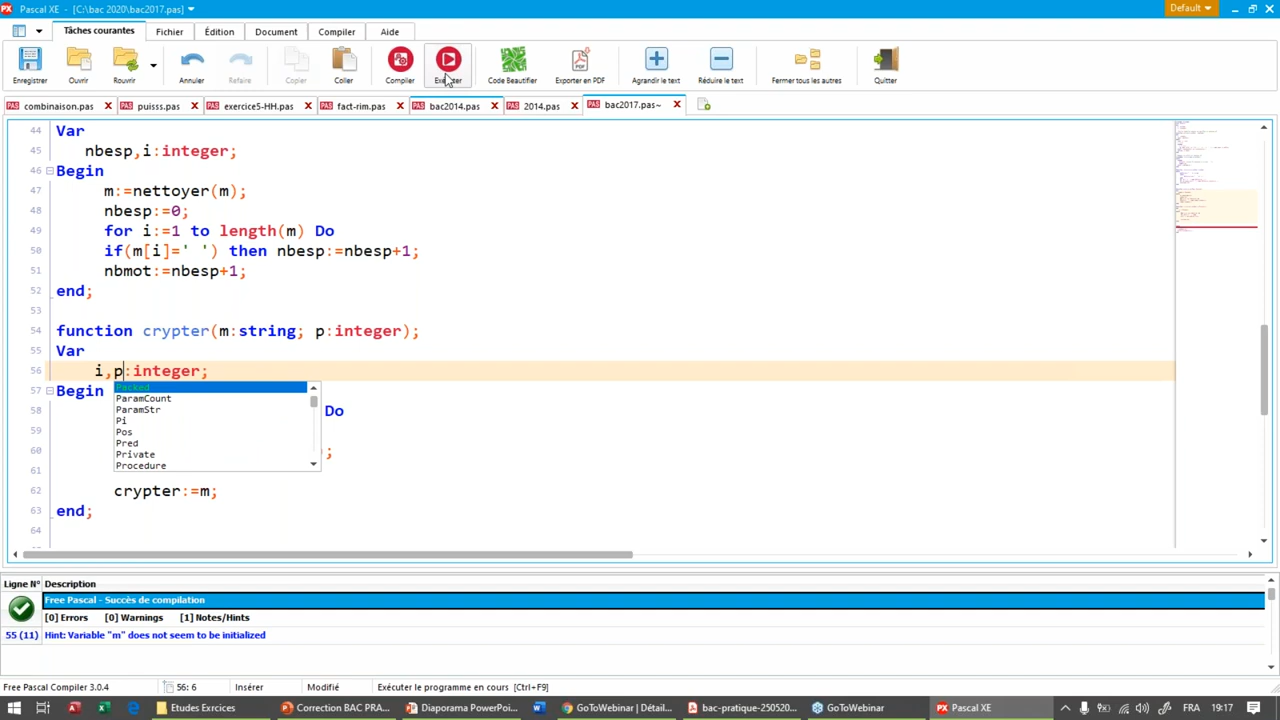 Pascal XE - [C:\bac 2020\bac2017.pas]
Default
Tâches courantes Fichier Édition Document Compiler Aide
Enregistrer Ouvrir Rouvrir Annuler Refaire Copier Coller Compiler Exécuter Code Beautifier Exporter en PDF Agrandir le text Réduire le text Fermer tous les autres Quitter
combinaison.pas puisss.pas exercice5-HH.pas fact-rim.pas bac2014.pas 2014.pas bac2017.pas~
44 Var
45 nbesp,i:integer;
46 Begin
47 m:=nettoyer(m);
48 nbesp:=0;
49 for i:=1 to length(m) Do
50 if(m[i]=' ') then nbesp:=nbesp+1;
51 nbmot:=nbesp+1;
52 end;
53
54 function crypter(m:string; p:integer);
55 Var
56 i,p:integer;
57 Begin
Packed
ParamCount
58 Do
ParamStr
Pi
59
Pos
Pred
60 ;
Private
Procedure
61
62 crypter:=m;
63 end;
64
Ligne N° Description
Free Pascal - Succès de compilation
[0] Errors [0] Warnings [1] Notes/Hints
55 (11) Hint: Variable "m" does not seem to be initialized
Free Pascal Compiler 3.0.4 56: 6 Insérer Modifié Exécuter le programme en cours [Ctrl+F9]
Etudes Exrcices Correction BAC PRA... Diaporama PowerPoi... GoToWebinar | Détail... bac-pratique-250520... GoToWebinar Pascal XE FRA 19:17